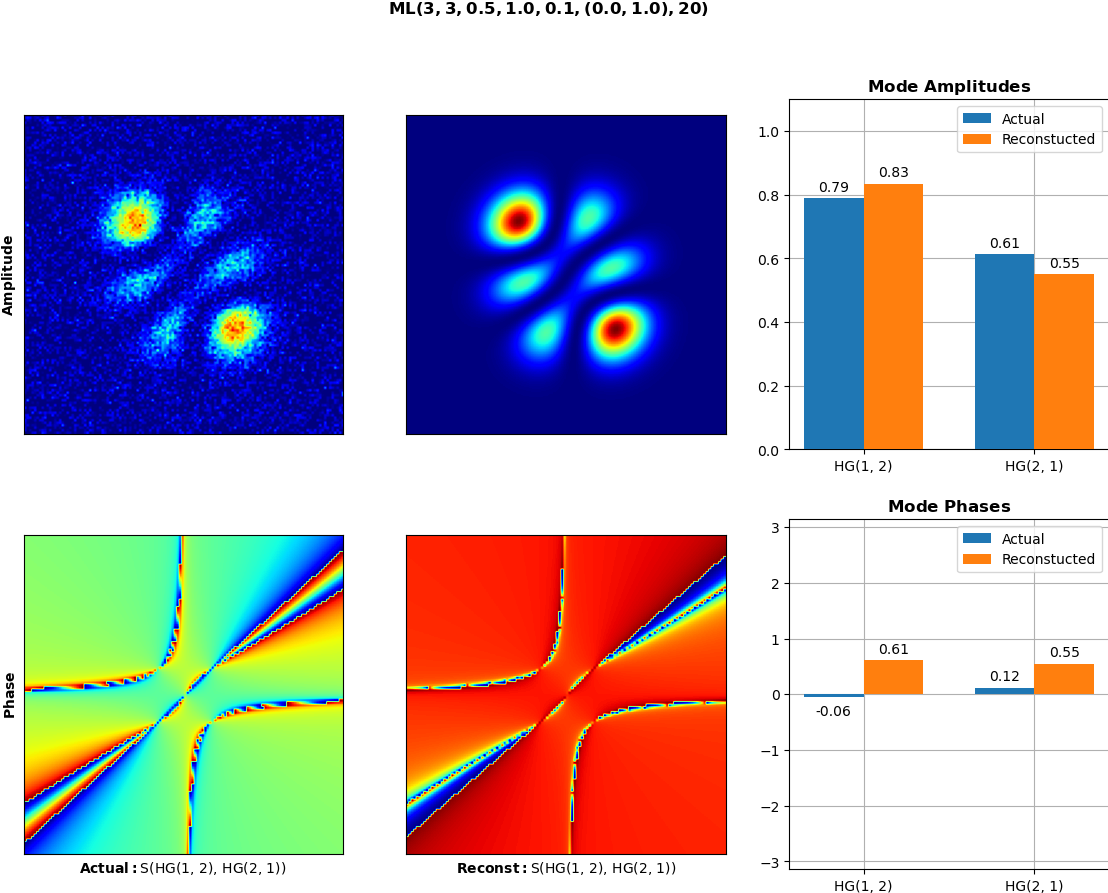 ML(3, 3, 0.5, 1.0, 0.1, (0.0, 1.0), 20)
Mode Amplitudes
Amplitude
1.0
0.8
0.6
0.4
0.2
0.0
Actual
Reconstucted
0.79
0.83
0.61
0.55
HG(1, 2)
HG(2, 1)
Mode Phases
Phase
3
2
1
0
−1
−2
−3
Actual
Reconstucted
-0.06
0.61
0.12
0.55
HG(1, 2)
HG(2, 1)
Actual: S(HG(1, 2), HG(2, 1))
Reconst: S(HG(1, 2), HG(2, 1))